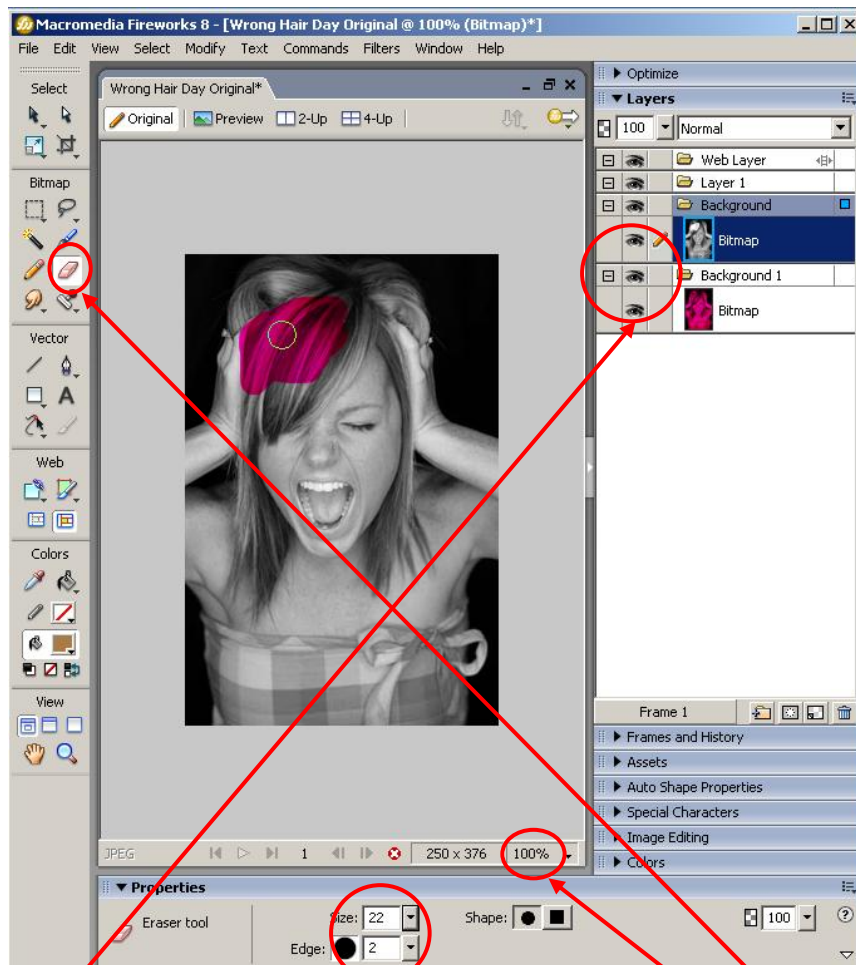 Macromedia Fireworks 8 - [Wrong Hair Day Original @ 100% (Bitmap)*]
File Edit View Select Modify Text Commands Filters Window Help
Select
Bitmap
Vector
Web
Colors
View
Wrong Hair Day Original*
Original Preview 2-Up 4-Up
JPEG 1 250 x 376 100%
Optimize
Layers
100 Normal
Web Layer
Layer 1
Background
Bitmap
Background 1
Bitmap
Frame 1
Frames and History
Assets
Auto Shape Properties
Special Characters
Image Editing
Colors
Properties
Eraser tool Size: 22 Shape: 100 ?
Edge: 2